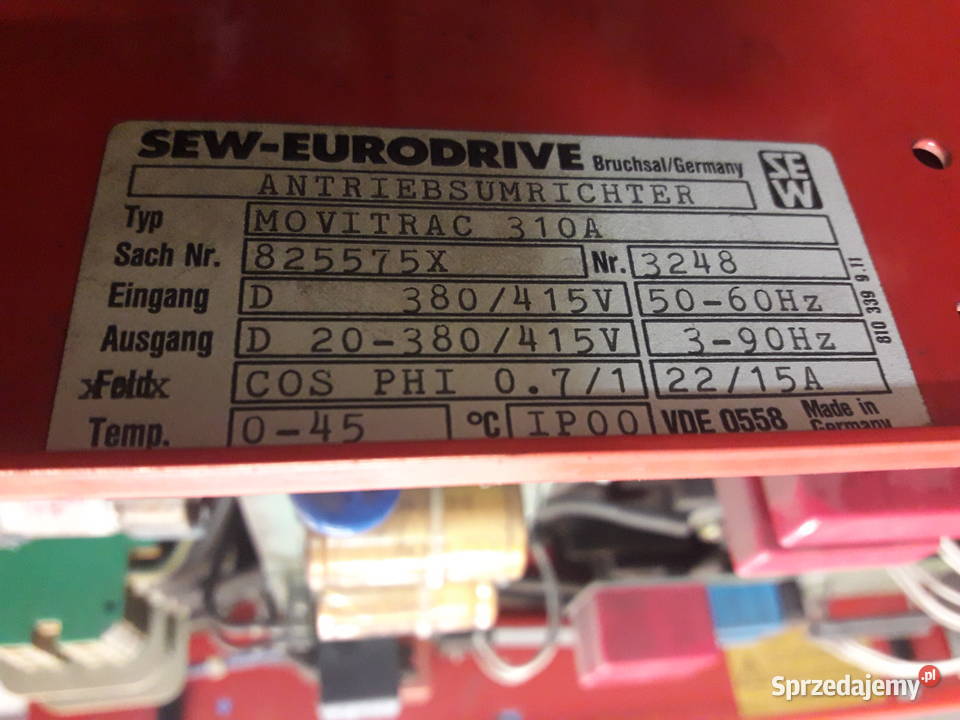 SEW-EURODRIVE Bruchsal/Germany SEW
ANTRIEBSUMRICHTER
Typ MOVITRAC 310A
Sach Nr. 825575X Nr. 3248
Eingang D 380/415V 50-60Hz
Ausgang D 20-380/415V 3-90Hz
Feld COS PHI 0.7/1 22/15A
Temp. 0-45 °C IP00 VDE 0558 Made in Germany
810 339 9.11
Sprzedajemy.pl